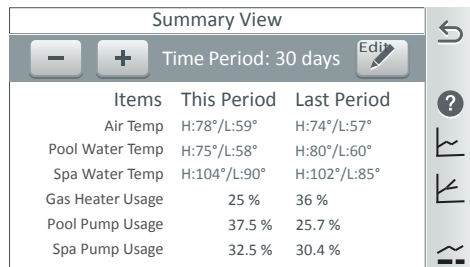 Summary View
− + Time Period: 30 days Edit
Items This Period Last Period
Air Temp H:78°/L:59° H:74°/L:57°
Pool Water Temp H:75°/L:58° H:80°/L:60°
Spa Water Temp H:104°/L:90° H:102°/L:85°
Gas Heater Usage 25 % 36 %
Pool Pump Usage 37.5 % 25.7 %
Spa Pump Usage 32.5 % 30.4 %
?